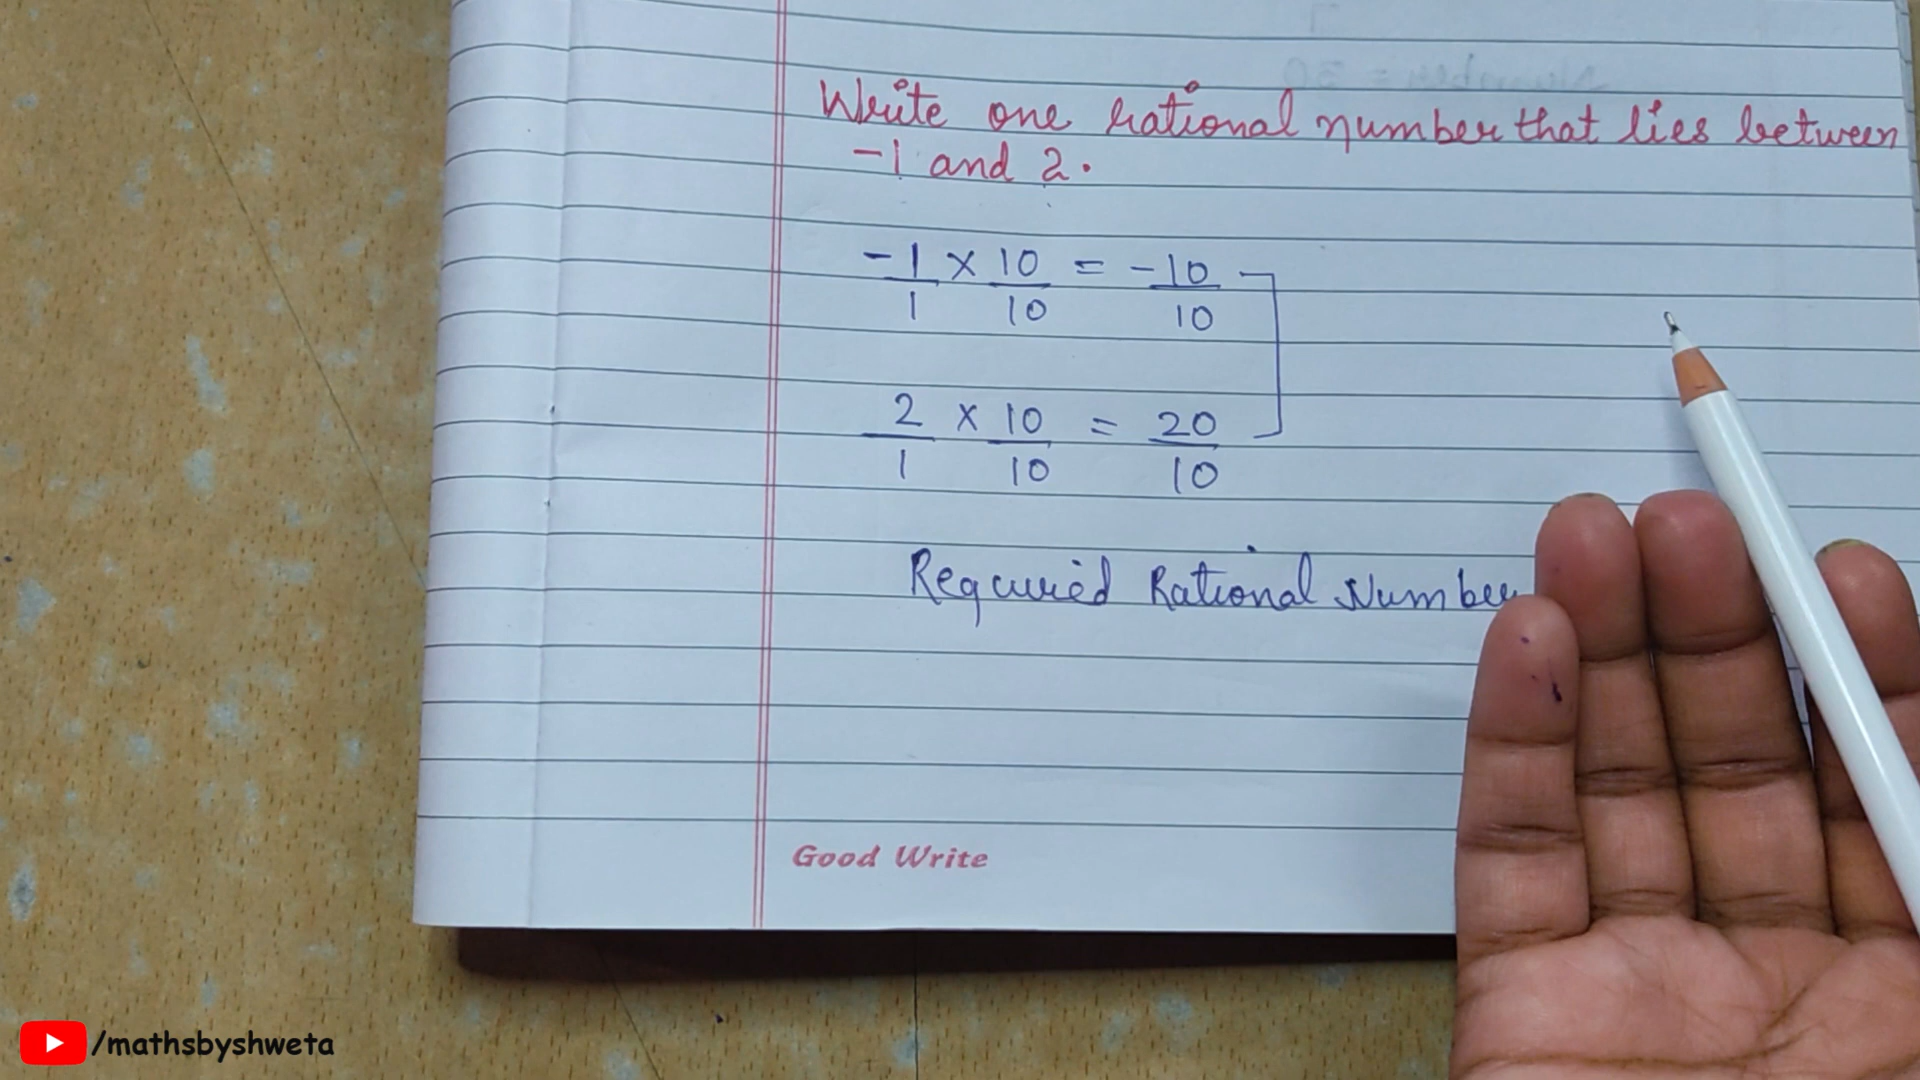 Write one rational number that lies between
-1 and 2.
-1/1 × 10/10 = -10/10
2/1 × 10/10 = 20/10
Required Rational Number
Good Write
/mathsbyshweta